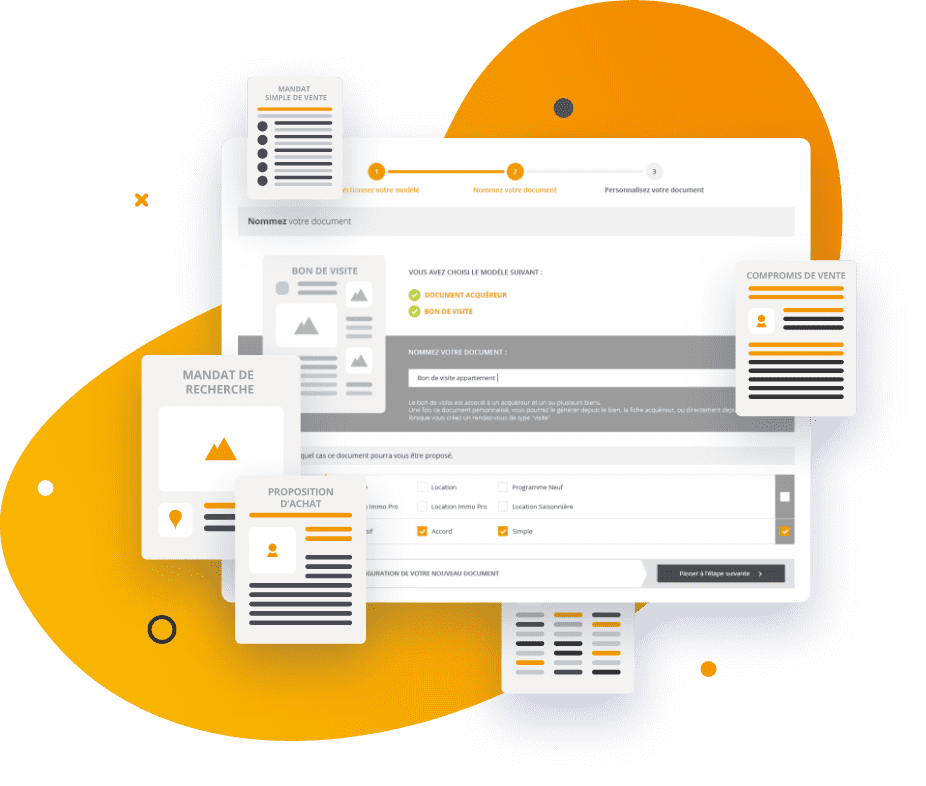 MANDAT
SIMPLE DE VENTE
1
2
3
votre modèle
Nommez votre document
Personnalisez votre document
Nommez votre document
BON DE VISITE
VOUS AVEZ CHOISI LE MODÈLE SUIVANT :
DOCUMENT ACQUÉREUR
BON DE VISITE
COMPROMIS DE VENTE
NOMMEZ VOTRE DOCUMENT :
Bon de visite appartement
Le bon de visite est associé à un acquéreur et un ou plusieurs biens.
Une fois ce document personnalisé, vous pourrez le générer depuis le bien, la fiche acquéreur, ou directement
lorsque vous créez un rendez-vous de type "visite"
MANDAT DE
RECHERCHE
quel cas ce document pourra vous être proposé.
Location
Programme Neuf
Immo Pro
Location Immo Pro
Location Saisonnière
Accord
Simple
PROPOSITION
D'ACHAT
DE VOTRE NOUVEAU DOCUMENT
Passer à l'étape suivante